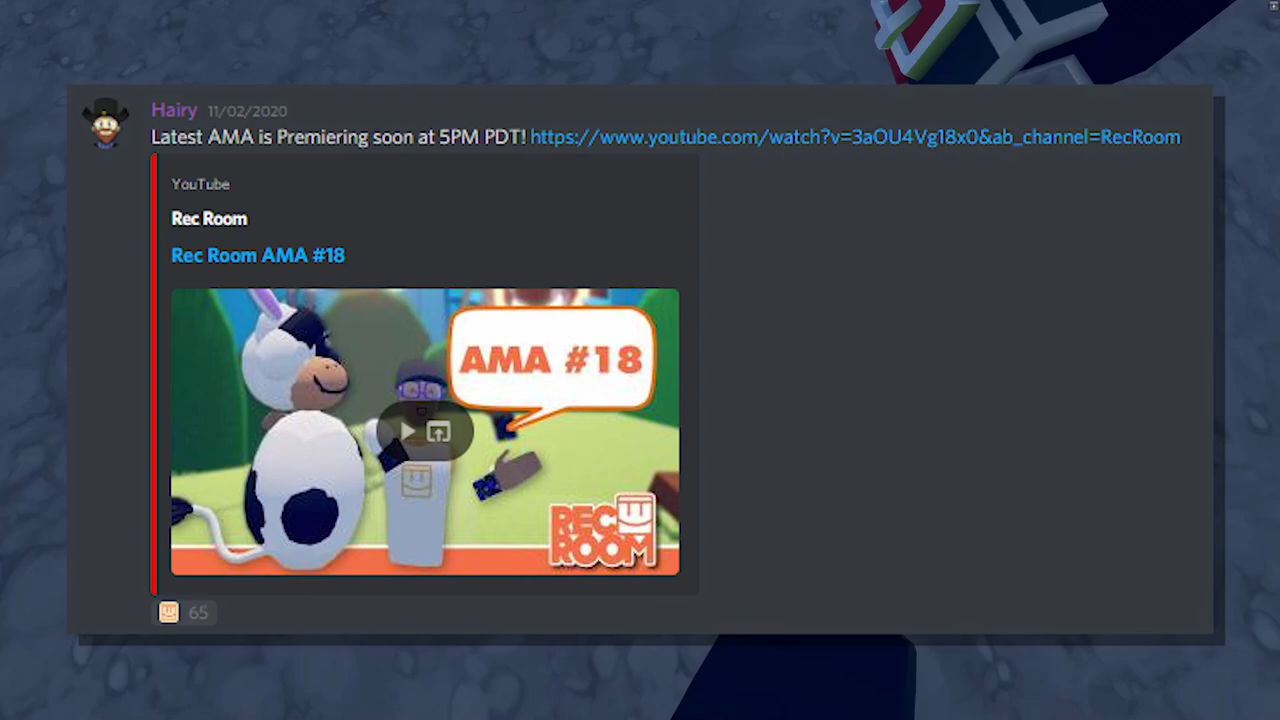 Hairy 11/02/2020
Latest AMA is Premiering soon at 5PM PDT! https://www.youtube.com/watch?v=3aOU4Vg18x0&ab_channel=RecRoom
YouTube
Rec Room
Rec Room AMA #18
AMA #18
REC
ROOM
65